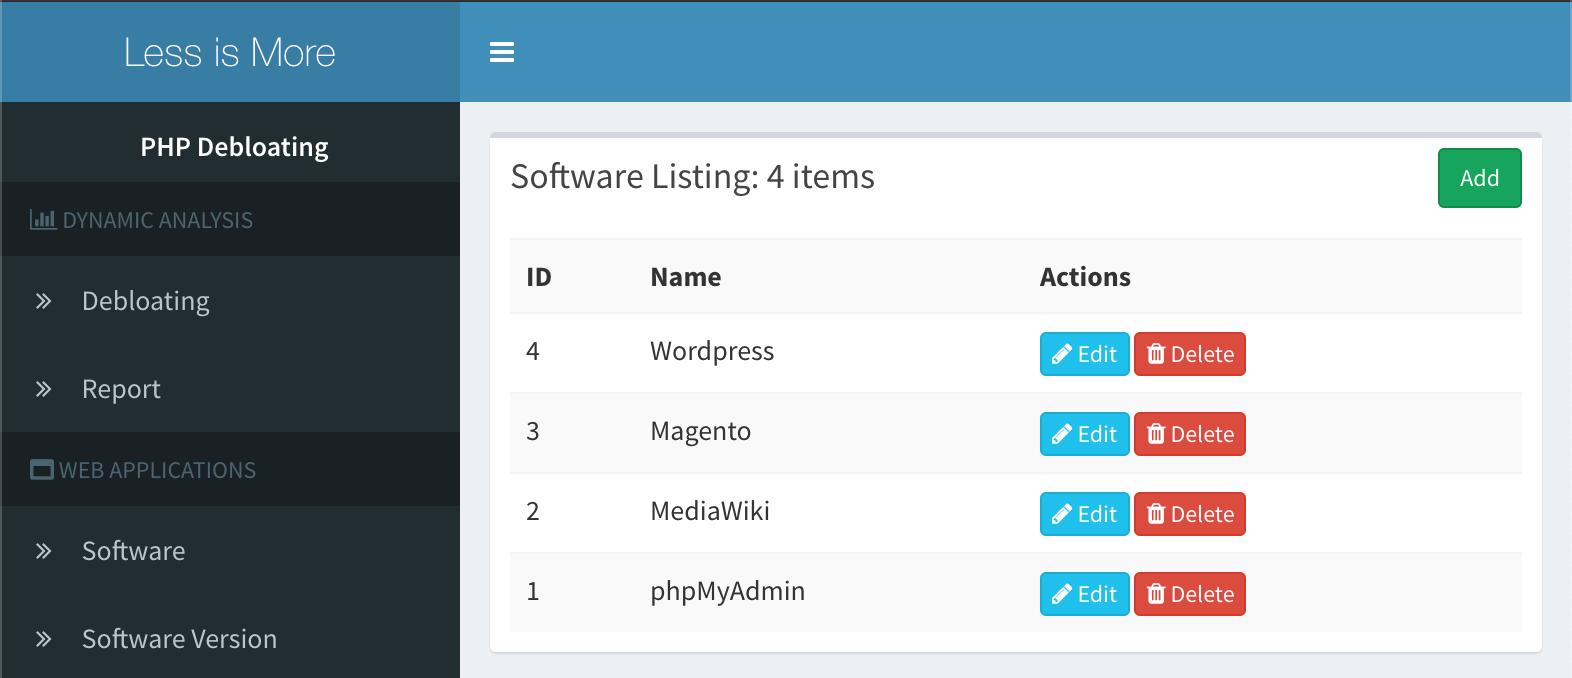 Less is More
PHP Debloating
DYNAMIC ANALYSIS
Debloating
Report
WEB APPLICATIONS
Software
Software Version
Software Listing: 4 items
Add
ID Name Actions
4 Wordpress Edit Delete
3 Magento Edit Delete
2 MediaWiki Edit Delete
1 phpMyAdmin Edit Delete